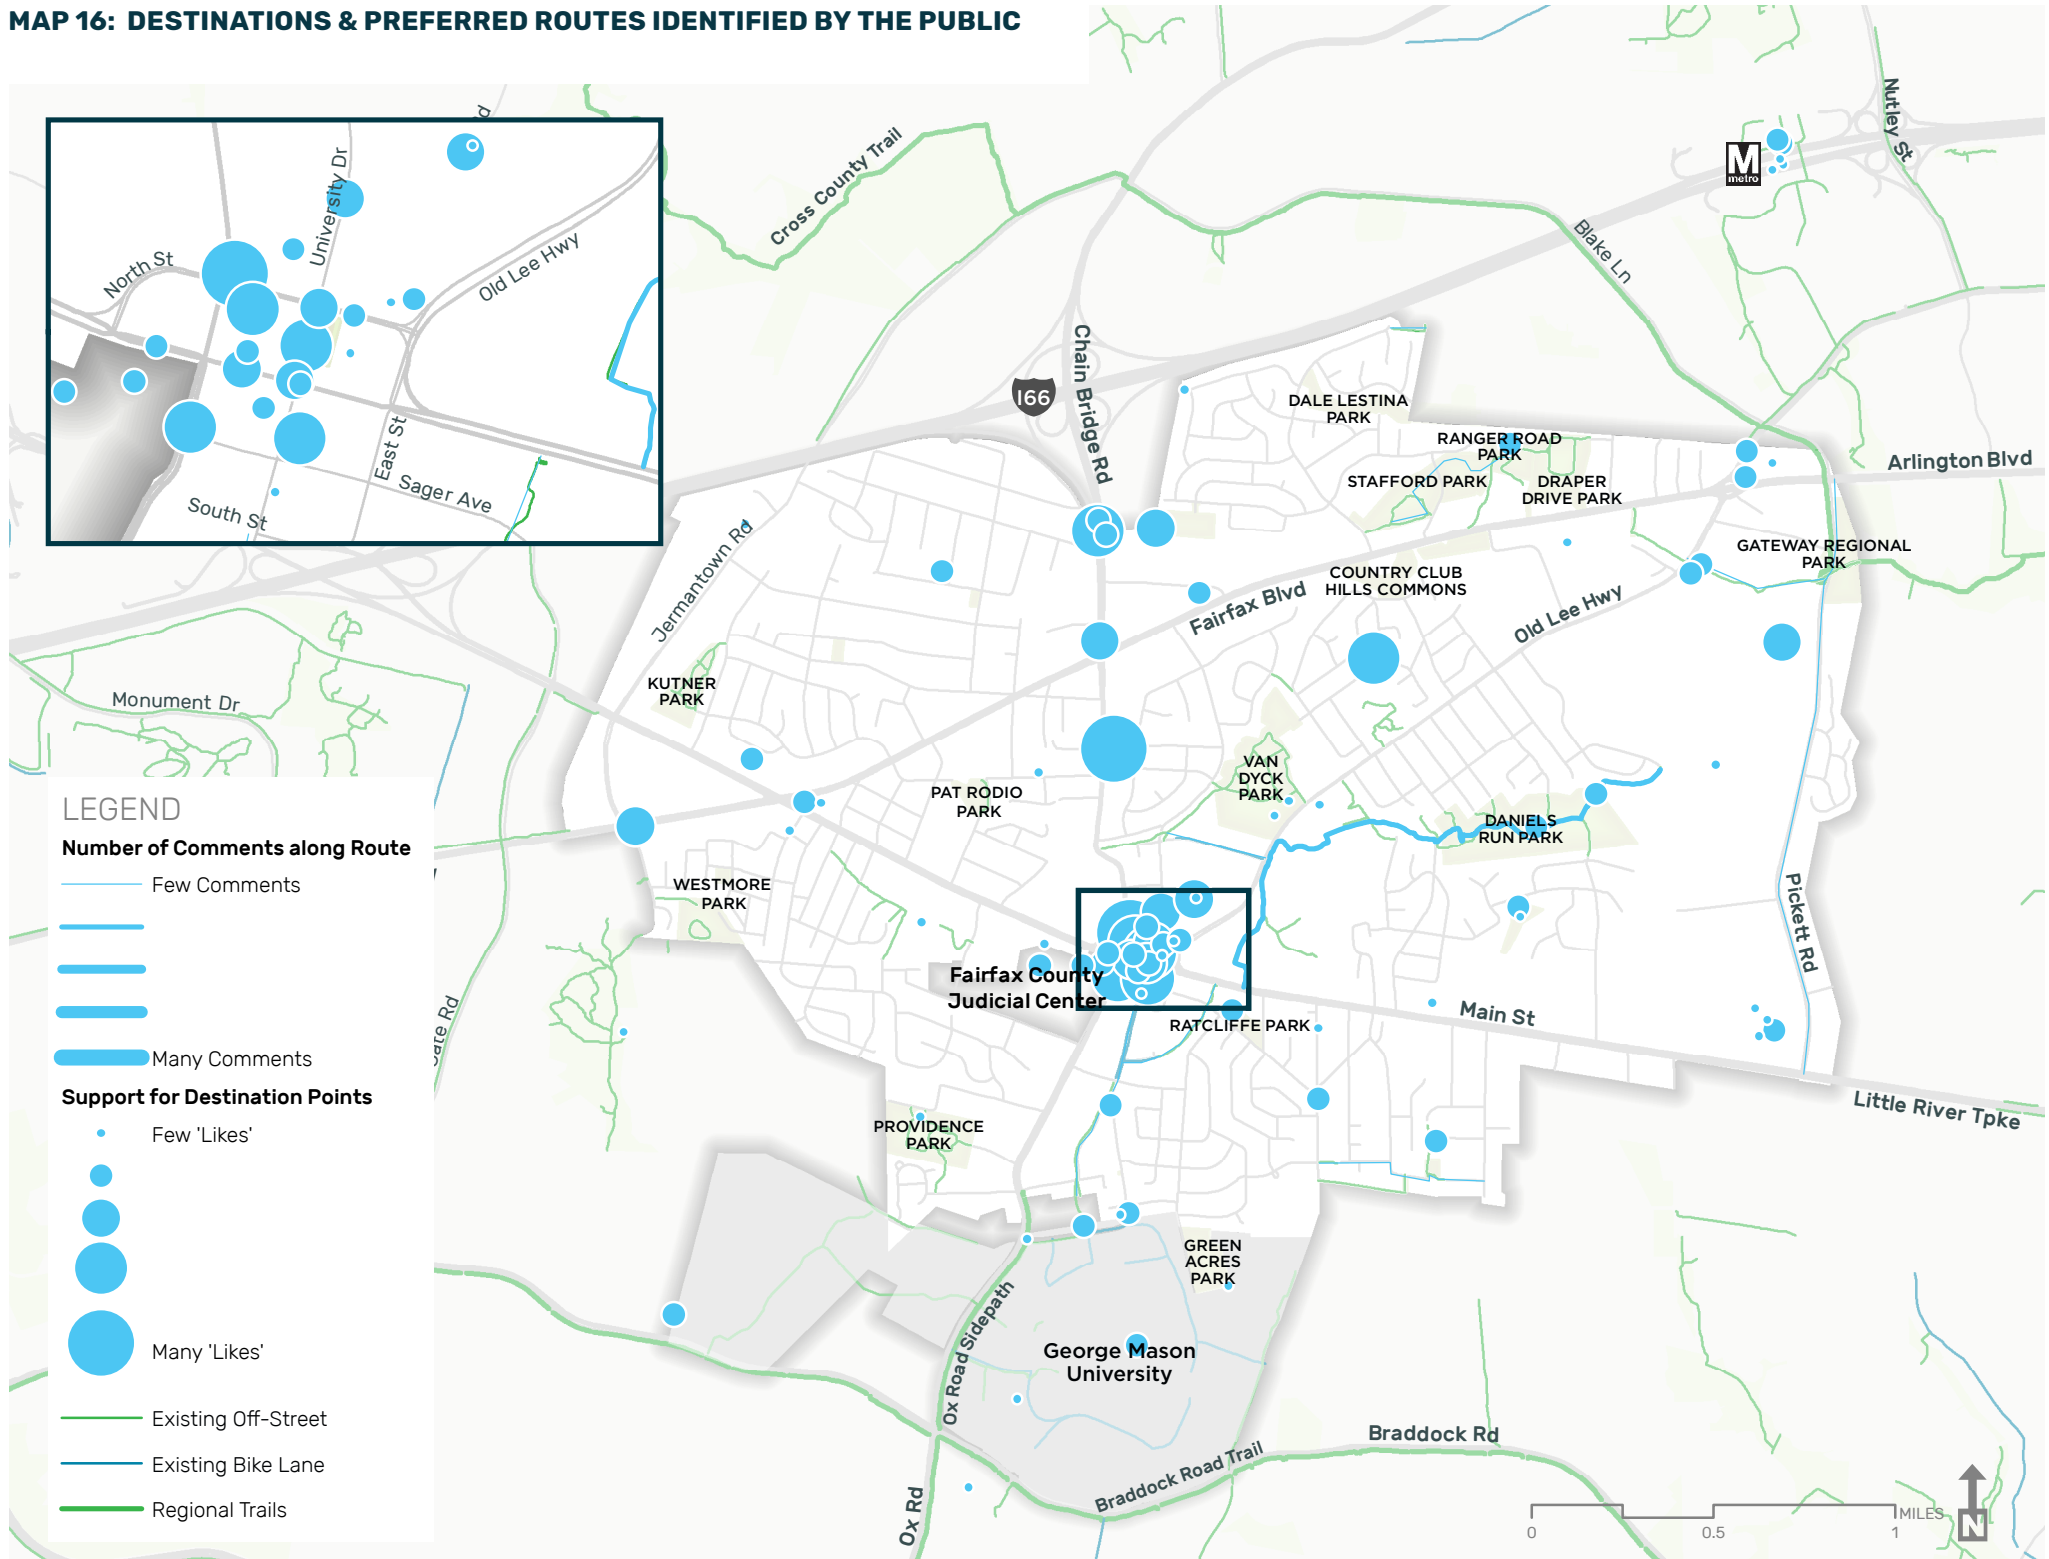 MAP 16: DESTINATIONS & PREFERRED ROUTES IDENTIFIED BY THE PUBLIC
d
University Dr
North St
Old Lee Hwy
East St
Sager Ave
South St
Cross County Trail
Nutley St
M
metro
Blake Ln
Chain Bridge Rd
I66
DALE LESTINA
PARK
RANGER ROAD
PARK
STAFFORD PARK
DRAPER
DRIVE PARK
Arlington Blvd
GATEWAY REGIONAL
PARK
COUNTRY CLUB
HILLS COMMONS
Fairfax Blvd
Old Lee Hwy
Jermantown Rd
KUTNER
PARK
Monument Dr
VAN
DYCK
PARK
PAT RODIO
PARK
DANIELS
RUN PARK
WESTMORE
PARK
Pickett Rd
Fairfax County
Judicial Center
RATCLIFFE PARK
Main St
Little River Tpke
PROVIDENCE
PARK
GREEN
ACRES
PARK
George Mason
University
Ox Road Sidepath
Braddock Rd
Braddock Road Trail
Ox Rd
LEGEND
Number of Comments along Route
Few Comments
Many Comments
Support for Destination Points
Few 'Likes'
Many 'Likes'
Existing Off-Street
Existing Bike Lane
Regional Trails
0
0.5
1
MILES
N